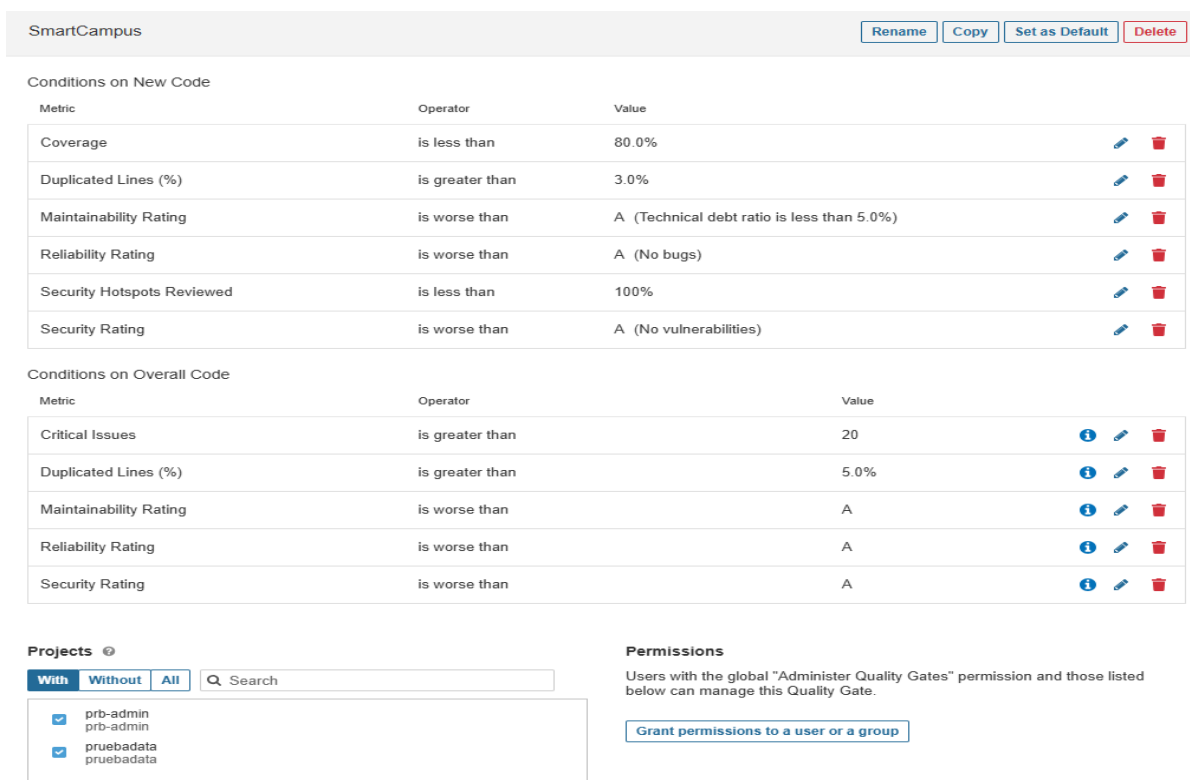 SmartCampus Rename Copy Set as Default Delete
Conditions on New Code
Metric Operator Value
Coverage is less than 80.0%
Duplicated Lines (%) is greater than 3.0%
Maintainability Rating is worse than A (Technical debt ratio is less than 5.0%)
Reliability Rating is worse than A (No bugs)
Security Hotspots Reviewed is less than 100%
Security Rating is worse than A (No vulnerabilities)
Conditions on Overall Code
Metric Operator Value
Critical Issues is greater than 20
Duplicated Lines (%) is greater than 5.0%
Maintainability Rating is worse than A
Reliability Rating is worse than A
Security Rating is worse than A
Projects
With Without All Search
prb-admin
prb-admin
pruebadata
pruebadata
Permissions
Users with the global "Administer Quality Gates" permission and those listed
below can manage this Quality Gate.
Grant permissions to a user or a group